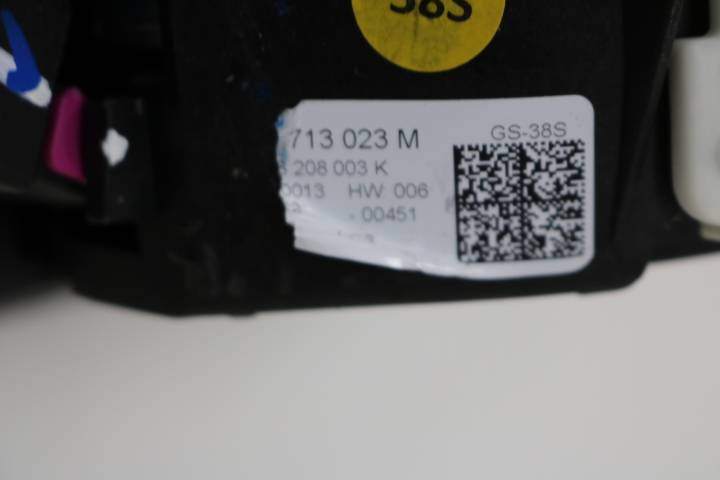 38S
713 023 M
GS-38S
208 003 K
0013 HW 006
- 00451